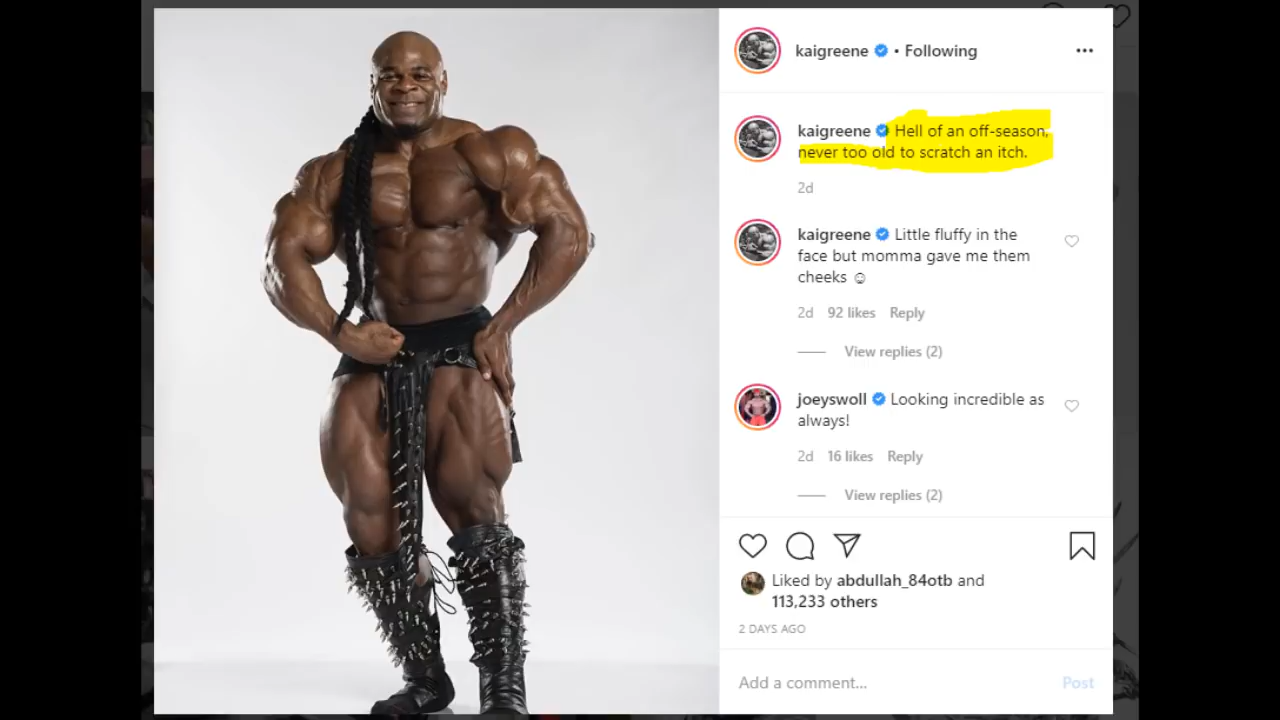 kaigreene • Following
kaigreene Hell of an off-season,
never too old to scratch an itch.
2d
kaigreene Little fluffy in the
face but momma gave me them
cheeks ☺
2d 92 likes Reply
View replies (2)
joeyswoll Looking incredible as
always!
2d 16 likes Reply
View replies (2)
Liked by abdullah_84otb and
113,233 others
2 DAYS AGO
Add a comment... Post